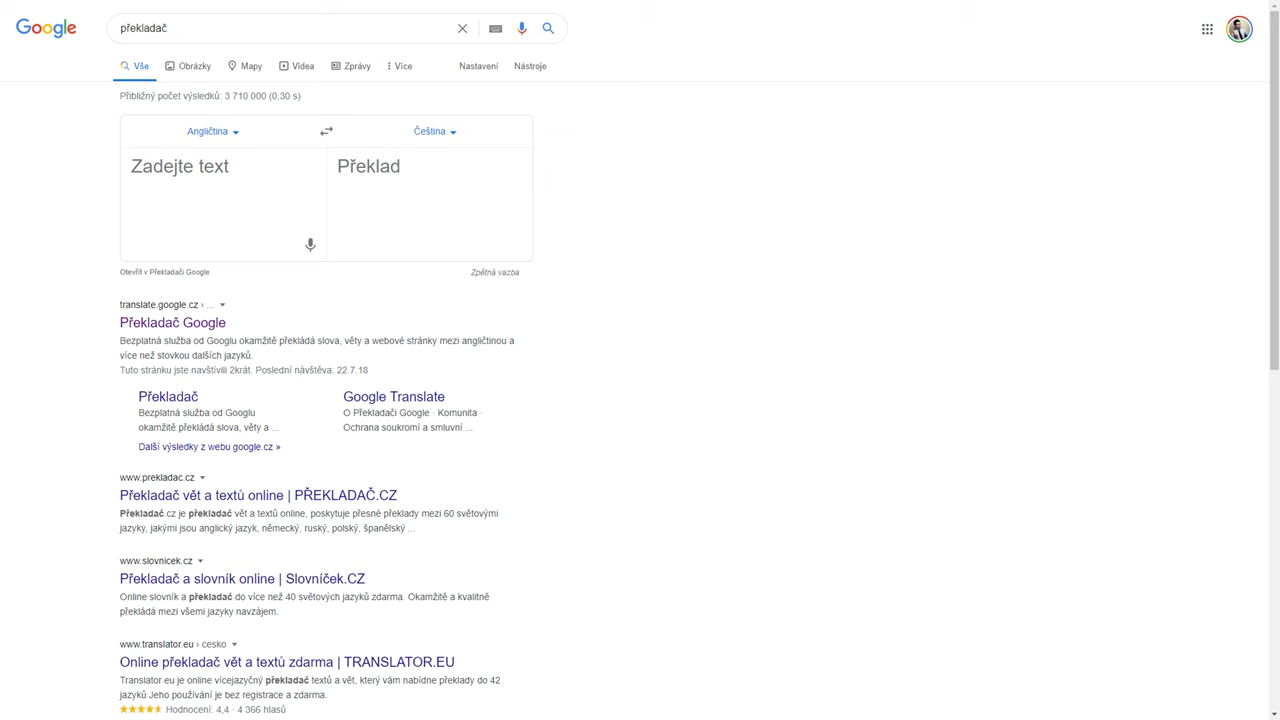 Google
překladač
Vše
Obrázky
Mapy
Videa
Zprávy
Více
Nastavení
Nástroje
Přibližný počet výsledků: 3 710 000 (0,30 s)
Angličtina
Čeština
Zadejte text
Překlad
Otevřít v Překladači Google
Zpětná vazba
translate.google.cz › ...
Překladač Google
Bezplatná služba od Googlu okamžitě překládá slova, věty a webové stránky mezi angličtinou a
více než stovkou dalších jazyků.
Tuto stránku jste navštívili 2krát. Poslední návštěva: 22.7.18
Překladač
Bezplatná služba od Googlu
okamžitě překládá slova, věty a ...
Google Translate
O Překladači Google · Komunita ·
Ochrana soukromí a smluvní ...
Další výsledky z webu google.cz »
www.prekladac.cz
Překladač vět a textů online | PŘEKLADAČ.CZ
Překladač.cz je překladač vět a textů online, poskytuje přesné překlady mezi 60 světovými
jazyky, jakými jsou anglický jazyk, německý, ruský, polský, španělský ...
www.slovnicek.cz
Překladač a slovník online | Slovníček.CZ
Online slovník a překladač do více než 40 světových jazyků zdarma. Okamžitě a kvalitně
překládá mezi všemi jazyky navzájem.
www.translator.eu › cesko
Online překladač vět a textů zdarma | TRANSLATOR.EU
Translator eu je online vícejazyčný překladač textů a vět, který vám nabídne překlady do 42
jazyků Jeho používání je bez registrace a zdarma.
Hodnocení: 4,4 · 4 366 hlasů